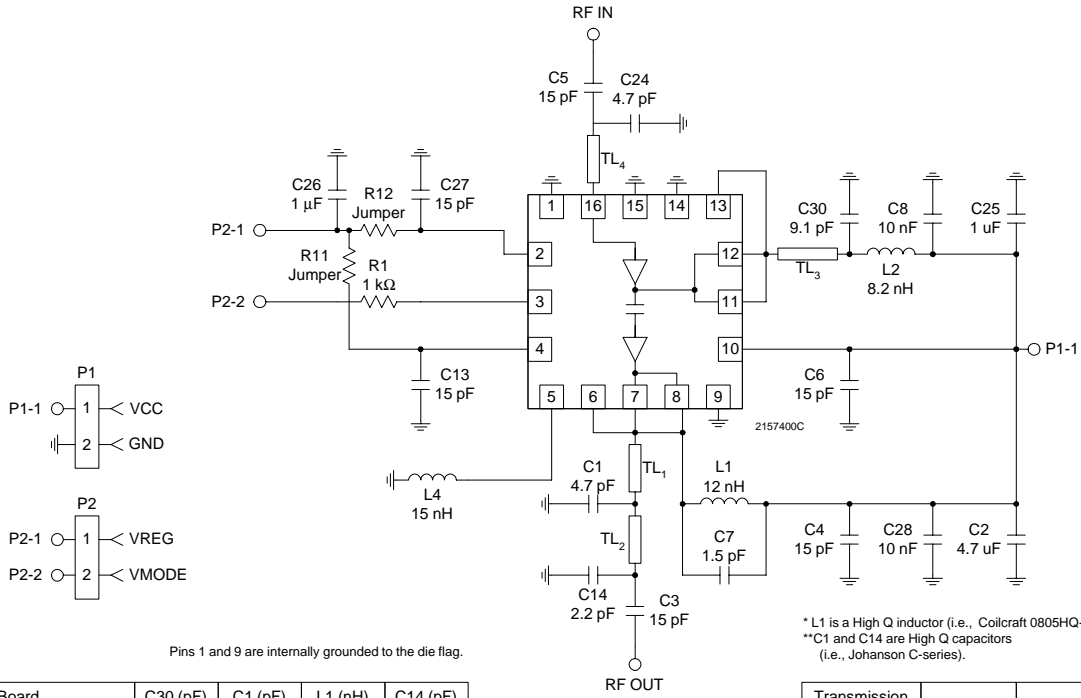 RF IN
C5
15 pF
C24
4.7 pF
TL4
C26
1 μF
R12
Jumper
C27
15 pF
1
16
15
14
13
C30
9.1 pF
C8
10 nF
C25
1 uF
P2-1
2
12
TL3
L2
8.2 nH
R11
Jumper
R1
1 kΩ
P2-2
3
11
4
10
P1-1
C13
15 pF
C6
15 pF
5
6
7
8
9
2157400C
P1
P1-1
1
VCC
2
GND
L4
15 nH
C1
4.7 pF
TL1
L1
12 nH
P2
P2-1
1
VREG
P2-2
2
VMODE
TL2
C7
1.5 pF
C4
15 pF
C28
10 nF
C2
4.7 uF
C14
2.2 pF
C3
15 pF
RF OUT
* L1 is a High Q inductor (i.e., Coilcraft 0805HQ-
**C1 and C14 are High Q capacitors
(i.e., Johanson C-series).
Pins 1 and 9 are internally grounded to the die flag.
Board
C30 (pF)
C1 (pF)
L1 (nH)
C14 (pF)
Transmission